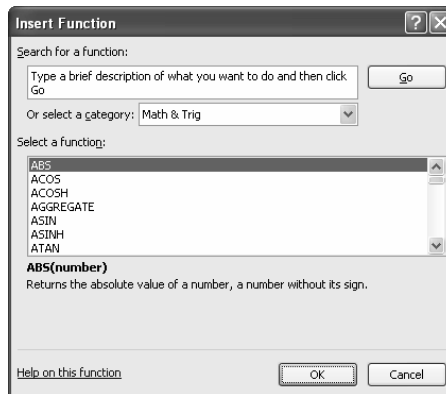 Insert Function
Search for a function:
Type a brief description of what you want to do and then click
Go
Go
Or select a category: Math & Trig
Select a function:
ABS
ACOS
ACOSH
AGGREGATE
ASIN
ASINH
ATAN
ABS(number)
Returns the absolute value of a number, a number without its sign.
Help on this function
OK
Cancel